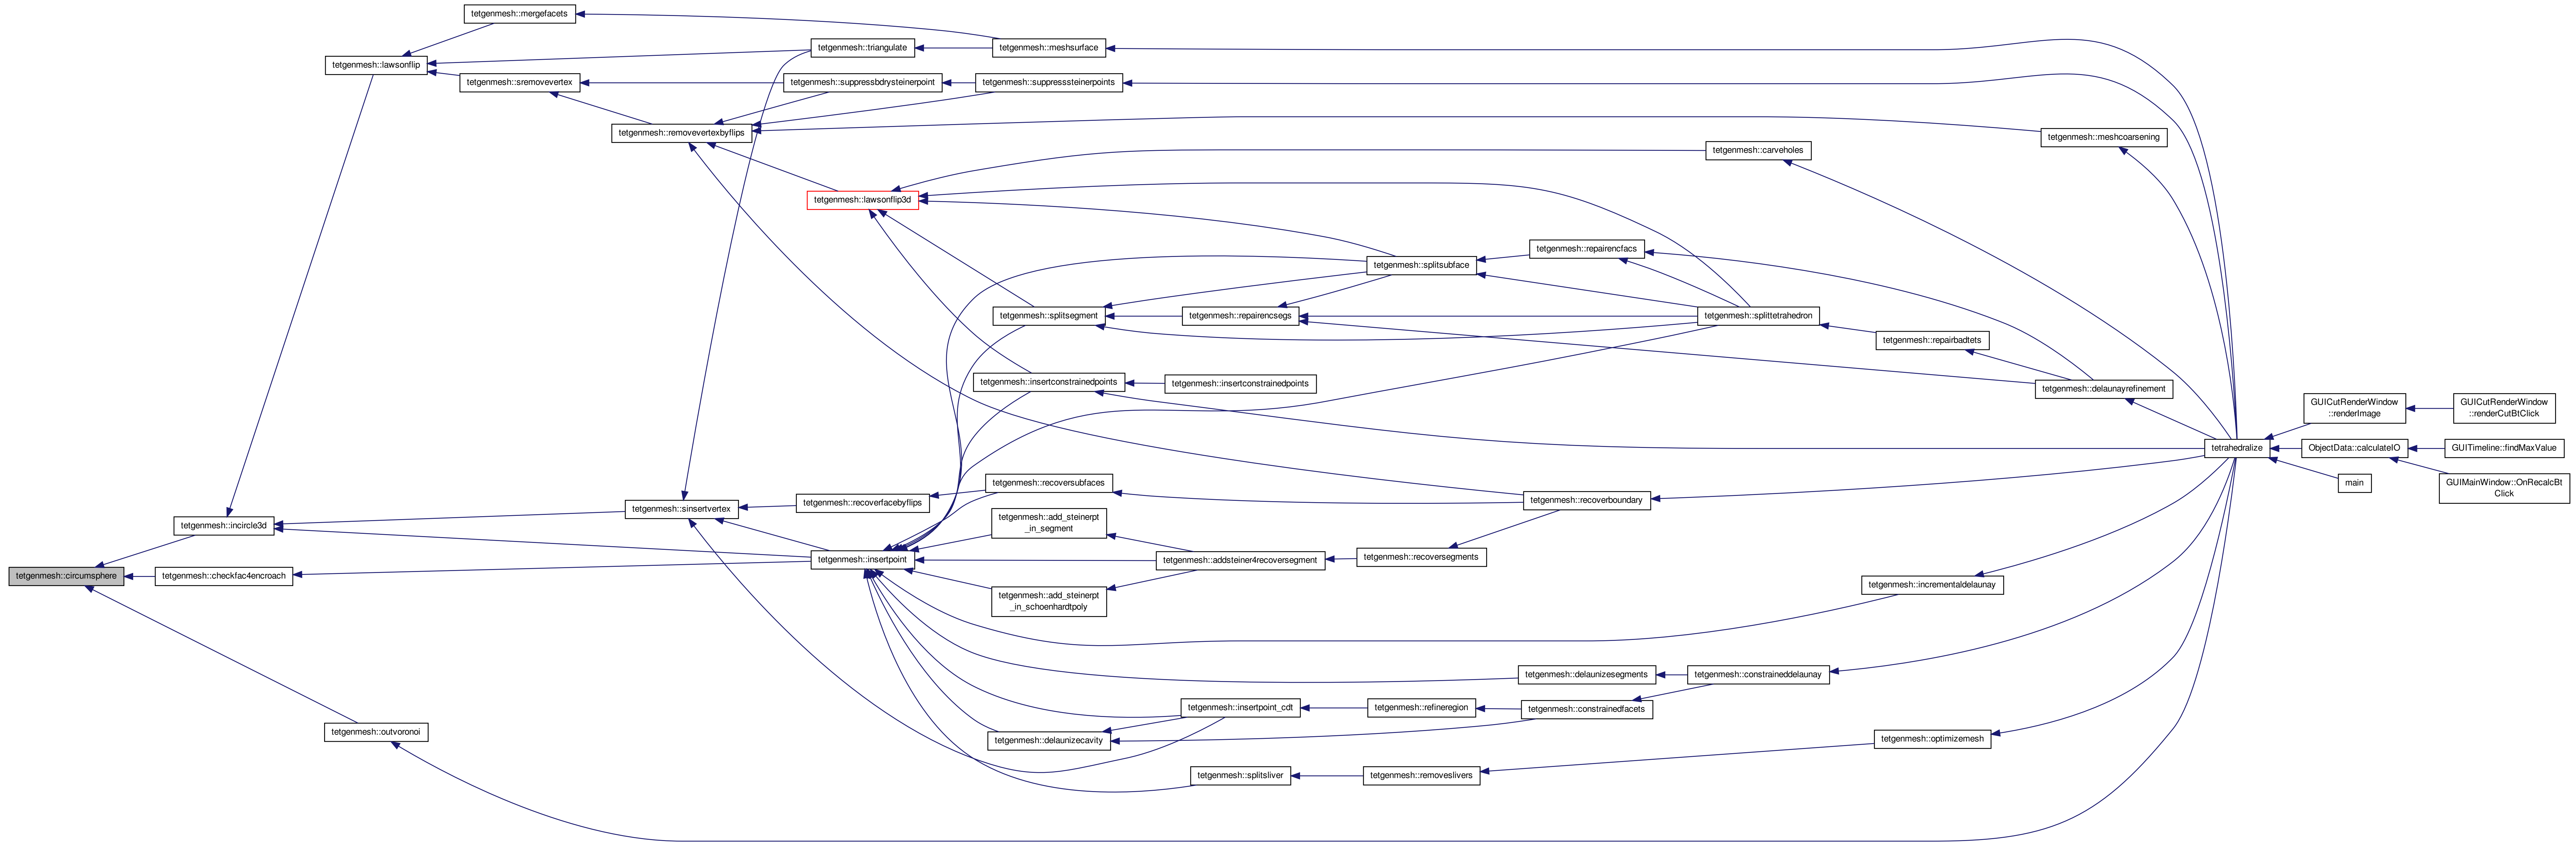 tetgenmesh::mergefacets
tetgenmesh::triangulate
tetgenmesh::meshsurface
tetgenmesh::lawsonflip
tetgenmesh::sremovevertex
tetgenmesh::suppressbdrysteinerpoint
tetgenmesh::suppresssteinerpoints
tetgenmesh::removevertexbyflips
tetgenmesh::meshcoarsening
tetgenmesh::carveholes
tetgenmesh::lawsonflip3d
tetgenmesh::repairencfacs
tetgenmesh::splitsubface
tetgenmesh::splitsegment
tetgenmesh::repairencsegs
tetgenmesh::splittetrahedron
tetgenmesh::repairbadtets
tetgenmesh::insertconstrainedpoints
tetgenmesh::insertconstrainedpoints
tetgenmesh::delaunayrefinement
GUICutRenderWindow
::renderImage
GUICutRenderWindow
::renderCutBtClick
tetrahedralize
ObjectData::calculateIO
GUITimeline::findMaxValue
main
GUIMainWindow::OnRecalcBt
Click
tetgenmesh::recoversubfaces
tetgenmesh::recoverfacebyflips
tetgenmesh::recoverboundary
tetgenmesh::sinsertvertex
tetgenmesh::incircle3d
tetgenmesh::add_steinerpt
_in_segment
tetgenmesh::insertpoint
tetgenmesh::addsteiner4recoversegment
tetgenmesh::recoversegments
tetgenmesh::circumsphere
tetgenmesh::checkfac4encroach
tetgenmesh::add_steinerpt
_in_schoenhardtpoly
tetgenmesh::incrementaldelaunay
tetgenmesh::delaunizesegments
tetgenmesh::constraineddelaunay
tetgenmesh::insertpoint_cdt
tetgenmesh::refineregion
tetgenmesh::constrainedfacets
tetgenmesh::outvoronoi
tetgenmesh::delaunizecavity
tetgenmesh::optimizemesh
tetgenmesh::splitsliver
tetgenmesh::removeslivers